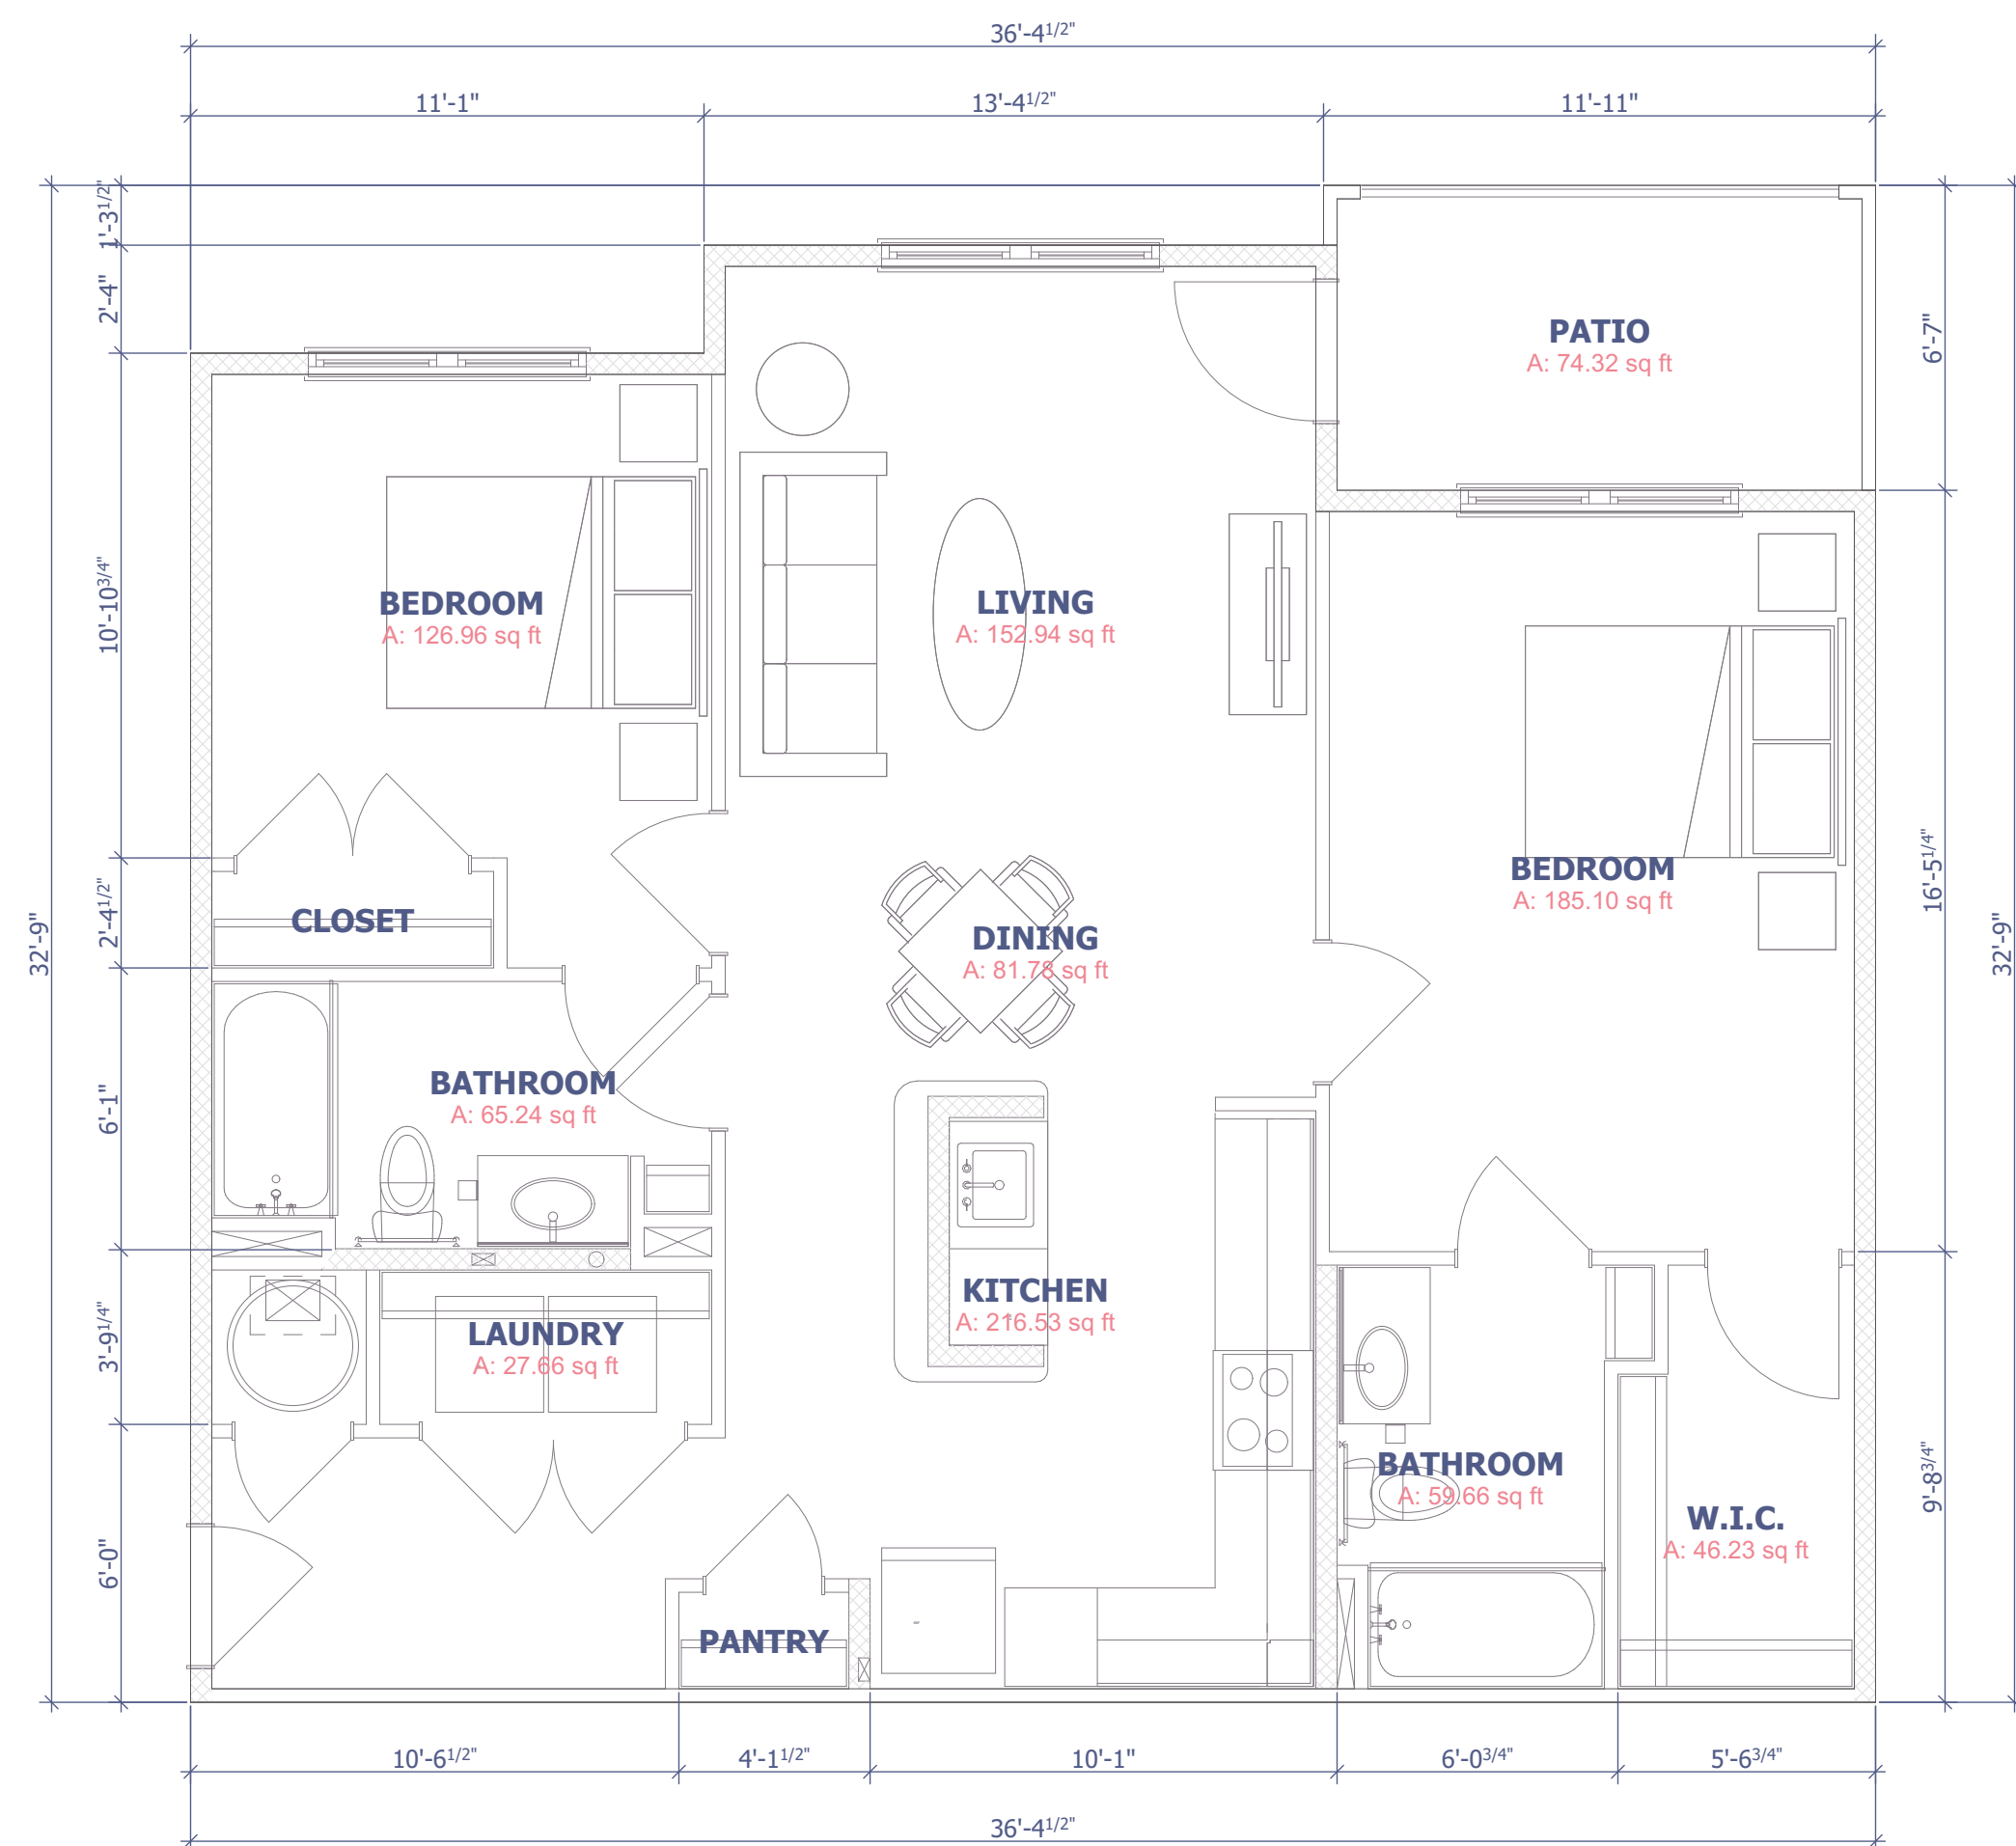 36'-4 1/2"
11'-1"
13'-4 1/2"
11'-11"
1'-3 1/2"
2'-4"
10'-10 3/4"
2'-4 1/2"
6'-1"
3'-9 1/4"
6'-0"
32'-9"
PATIO
A: 74.32 sq ft
6'-7"
BEDROOM
A: 126.96 sq ft
LIVING
A: 152.94 sq ft
BEDROOM
A: 185.10 sq ft
16'-5 1/4"
32'-9"
CLOSET
DINING
A: 81.78 sq ft
BATHROOM
A: 65.24 sq ft
KITCHEN
A: 216.53 sq ft
LAUNDRY
A: 27.66 sq ft
BATHROOM
A: 59.66 sq ft
W.I.C.
A: 46.23 sq ft
9'-8 3/4"
PANTRY
10'-6 1/2"
4'-1 1/2"
10'-1"
6'-0 3/4"
5'-6 3/4"
36'-4 1/2"